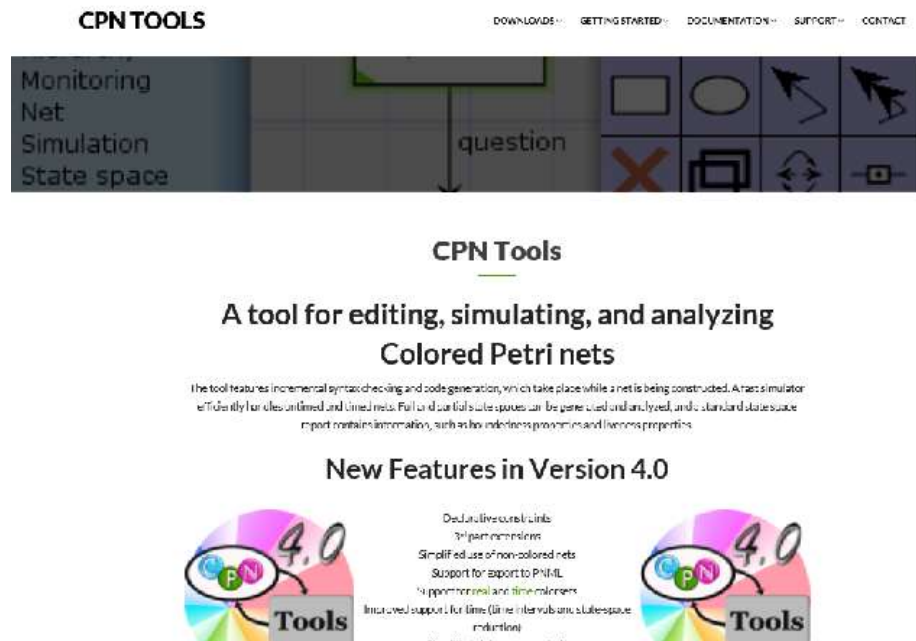 CPN TOOLS
DOWNLOADS GETTING STARTED DOCUMENTATION SUPPORT CONTACT
Monitoring
Net
Simulation
State space
question
CPN Tools
A tool for editing, simulating, and analyzing
Colored Petri nets
The tool features incremental syntax checking and code generation, which take place while a net is being constructed. A fast simulator
efficiently handles untimed and timed nets. Full and partial state spaces can be generated and analyzed, and a standard state space
report contains information, such as boundedness properties and liveness properties.
New Features in Version 4.0
4.0
CPN
Tools
Declarative constraints
3rd part extensions
Simplified use of non-colored nets
Support for export to PNML
Support for real and time colorsets
Improved support for time (time intervals and state-space
reduction)
4.0
CPN
Tools